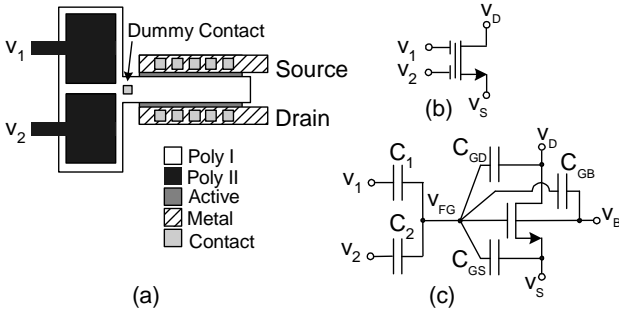 Dummy Contact
V1
V2
Source
Drain
Poly I
Poly II
Active
Metal
Contact
(a)
V1
V2
VD
VS
(b)
C1
C2
V1
V2
VFG
CGD
CGB
CGS
VD
VB
VS
(c)